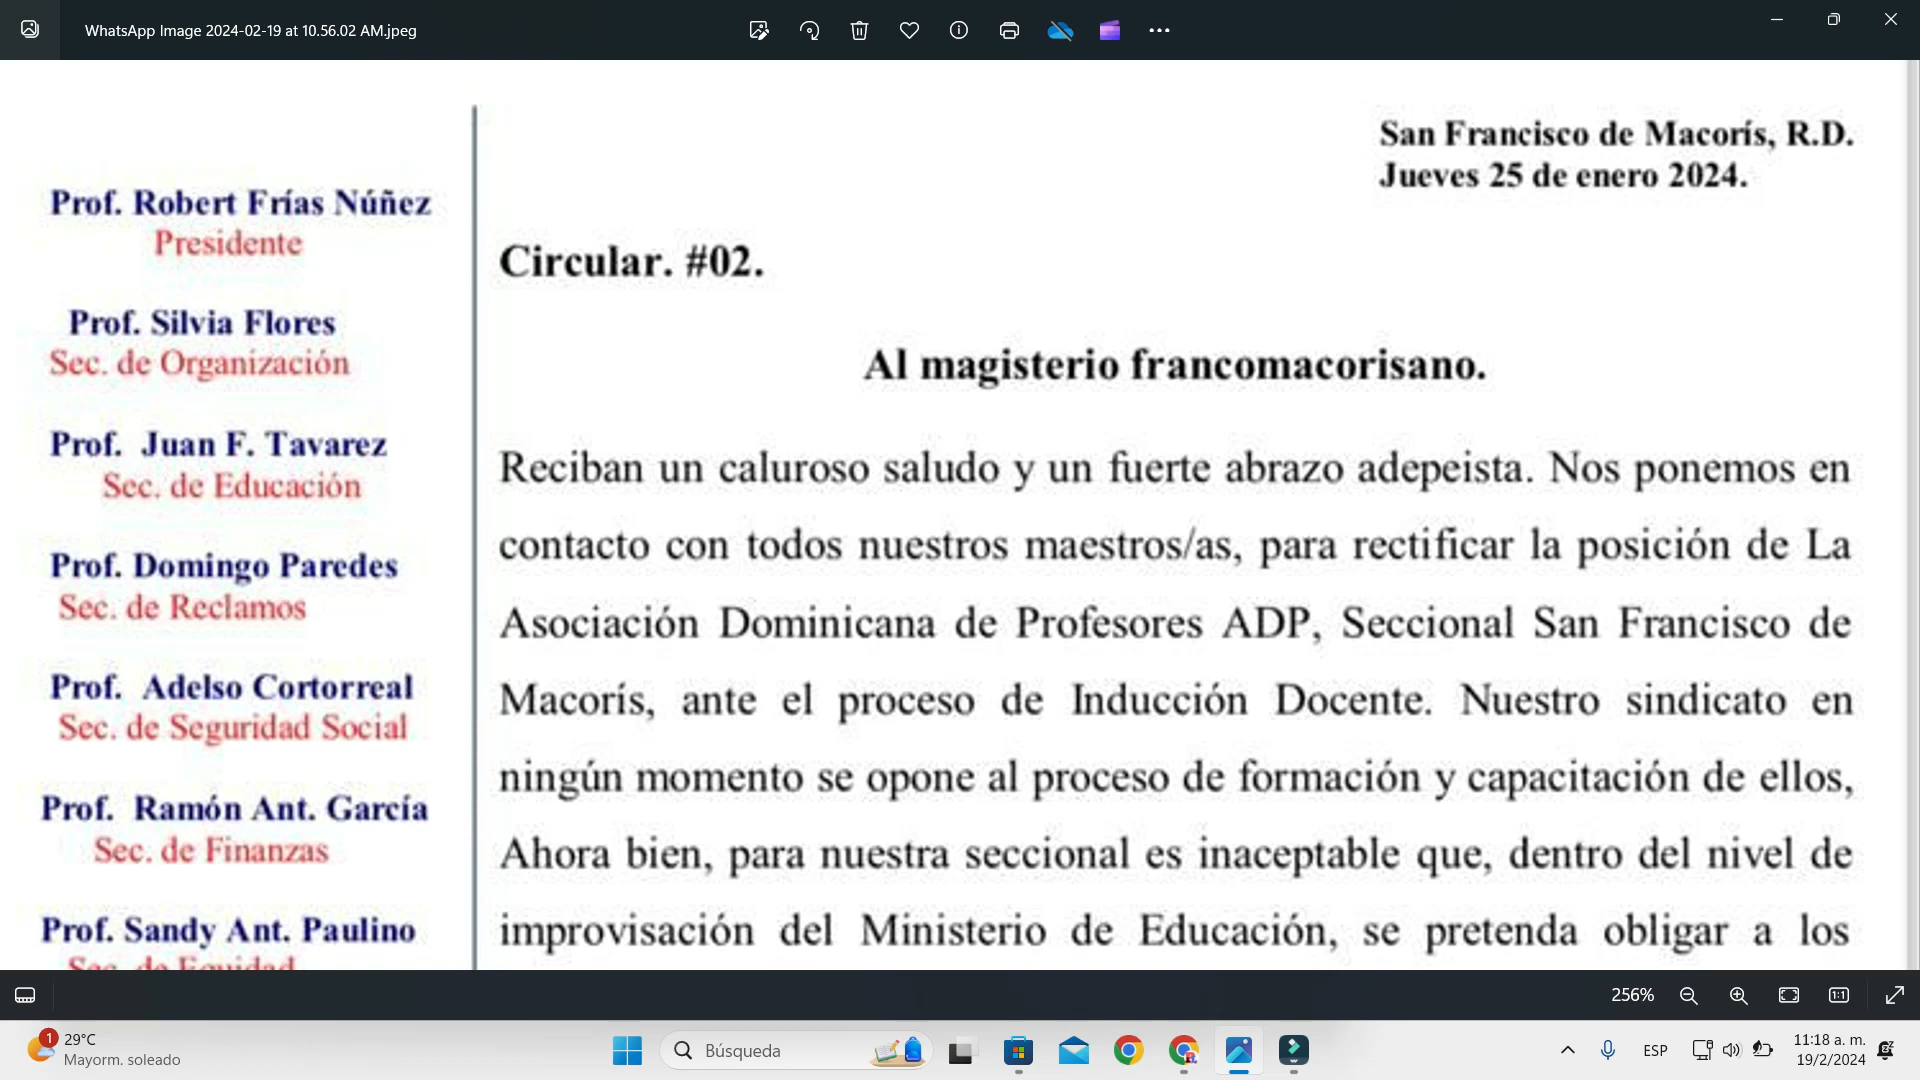 WhatsApp Image 2024-02-19 at 10.56.02 AM.jpeg
Prof. Robert Frías Núñez
Presidente
Prof. Silvia Flores
Sec. de Organización
Prof. Juan F. Tavarez
Sec. de Educación
Prof. Domingo Paredes
Sec. de Reclamos
Prof. Adelso Cortorreal
Sec. de Seguridad Social
Prof. Ramón Ant. García
Sec. de Finanzas
Prof. Sandy Ant. Paulino
Sec. de Equidad
San Francisco de Macorís, R.D.
Jueves 25 de enero 2024.
Circular. #02.
Al magisterio francomacorisano.
Reciban un caluroso saludo y un fuerte abrazo adepeista. Nos ponemos en
contacto con todos nuestros maestros/as, para rectificar la posición de La
Asociación Dominicana de Profesores ADP, Seccional San Francisco de
Macorís, ante el proceso de Inducción Docente. Nuestro sindicato en
ningún momento se opone al proceso de formación y capacitación de ellos,
Ahora bien, para nuestra seccional es inaceptable que, dentro del nivel de
improvisación del Ministerio de Educación, se pretenda obligar a los
256%
1:1
1
29°C
Mayorm. soleado
Búsqueda
ESP
11:18 a. m.
19/2/2024